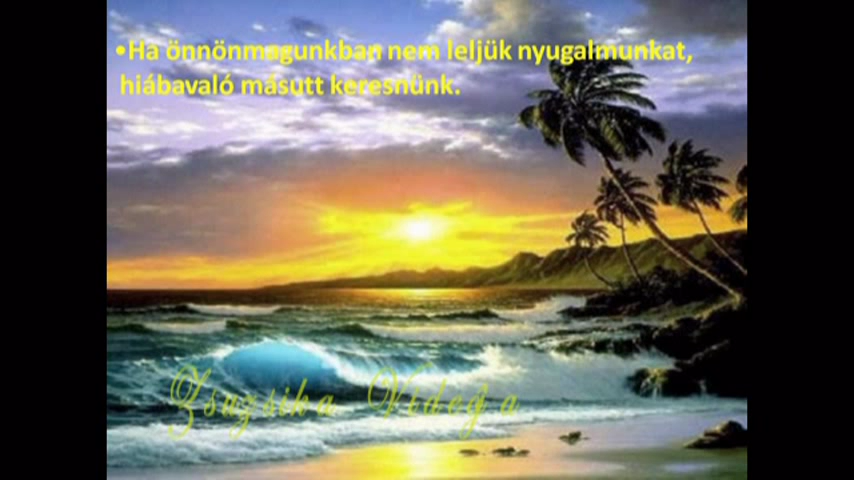 •Ha önnönmagunkban nem leljük nyugalmunkat,
hiábavaló másutt keresnünk.
Zsuzsika Videója